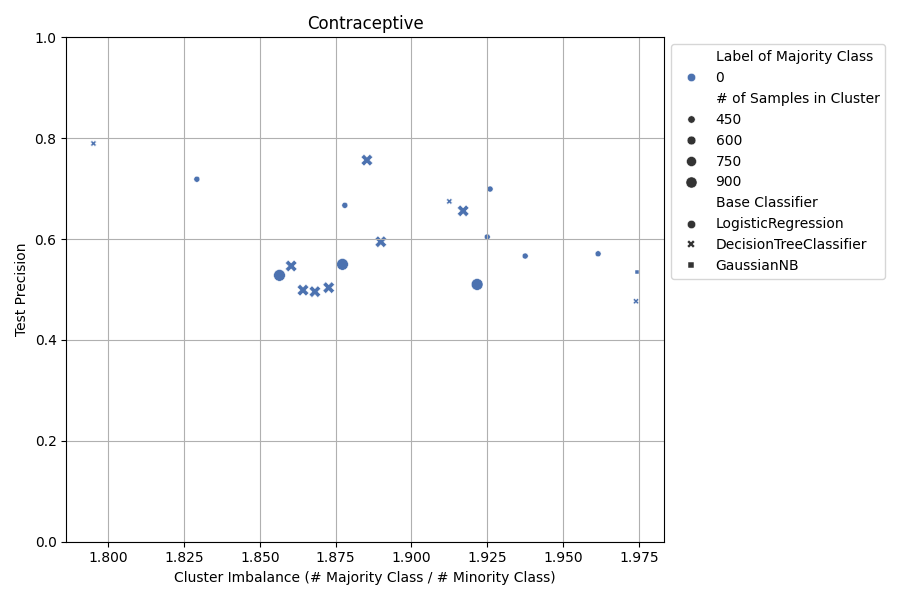 Contraceptive
1.0
0.8
0.6
0.4
0.2
0.0
Test Precision
1.800
1.825
1.850
1.875
1.900
1.925
1.950
1.975
Cluster Imbalance (# Majority Class / # Minority Class)
Label of Majority Class
0
# of Samples in Cluster
450
600
750
900
Base Classifier
LogisticRegression
DecisionTreeClassifier
GaussianNB